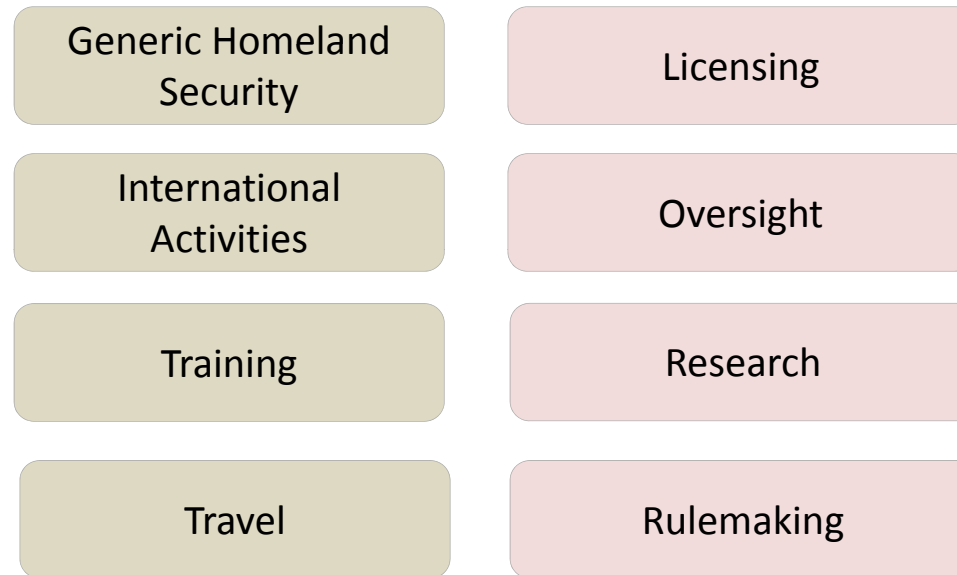 Generic Homeland
Security
Licensing
International
Activities
Oversight
Training
Research
Travel
Rulemaking